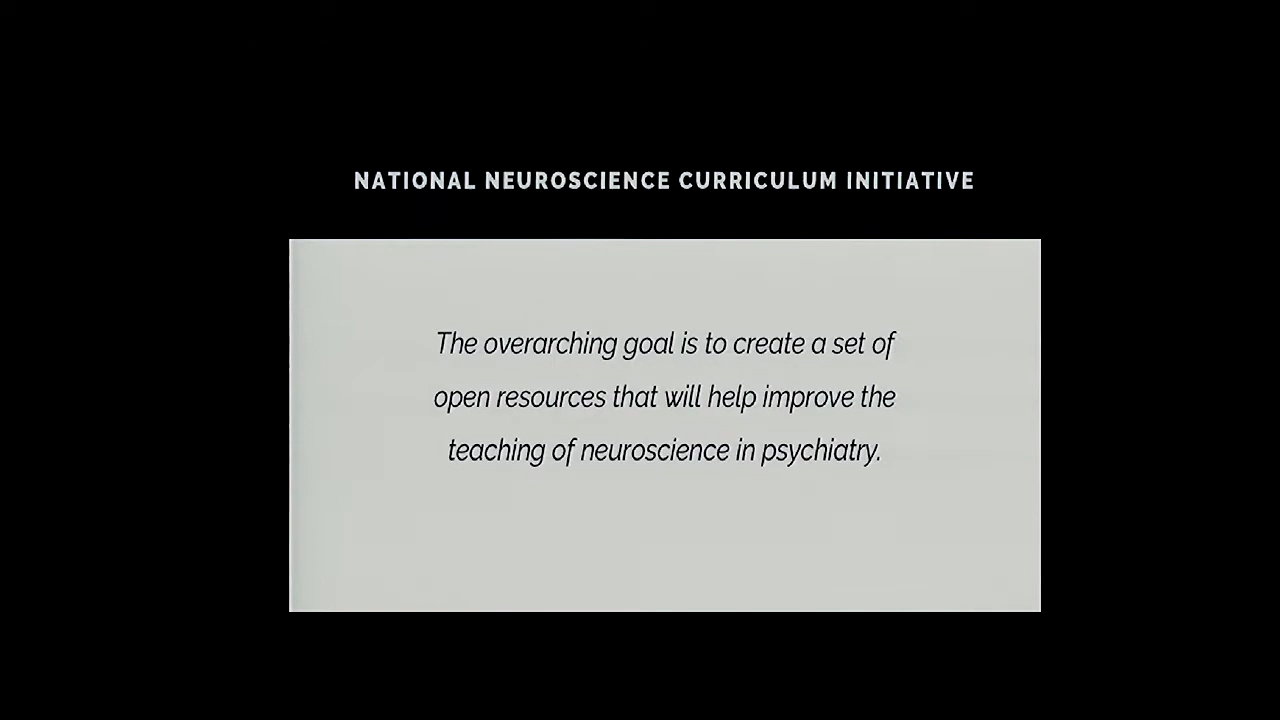 NATIONAL NEUROSCIENCE CURRICULUM INITIATIVE
The overarching goal is to create a set of
open resources that will help improve the
teaching of neuroscience in psychiatry.